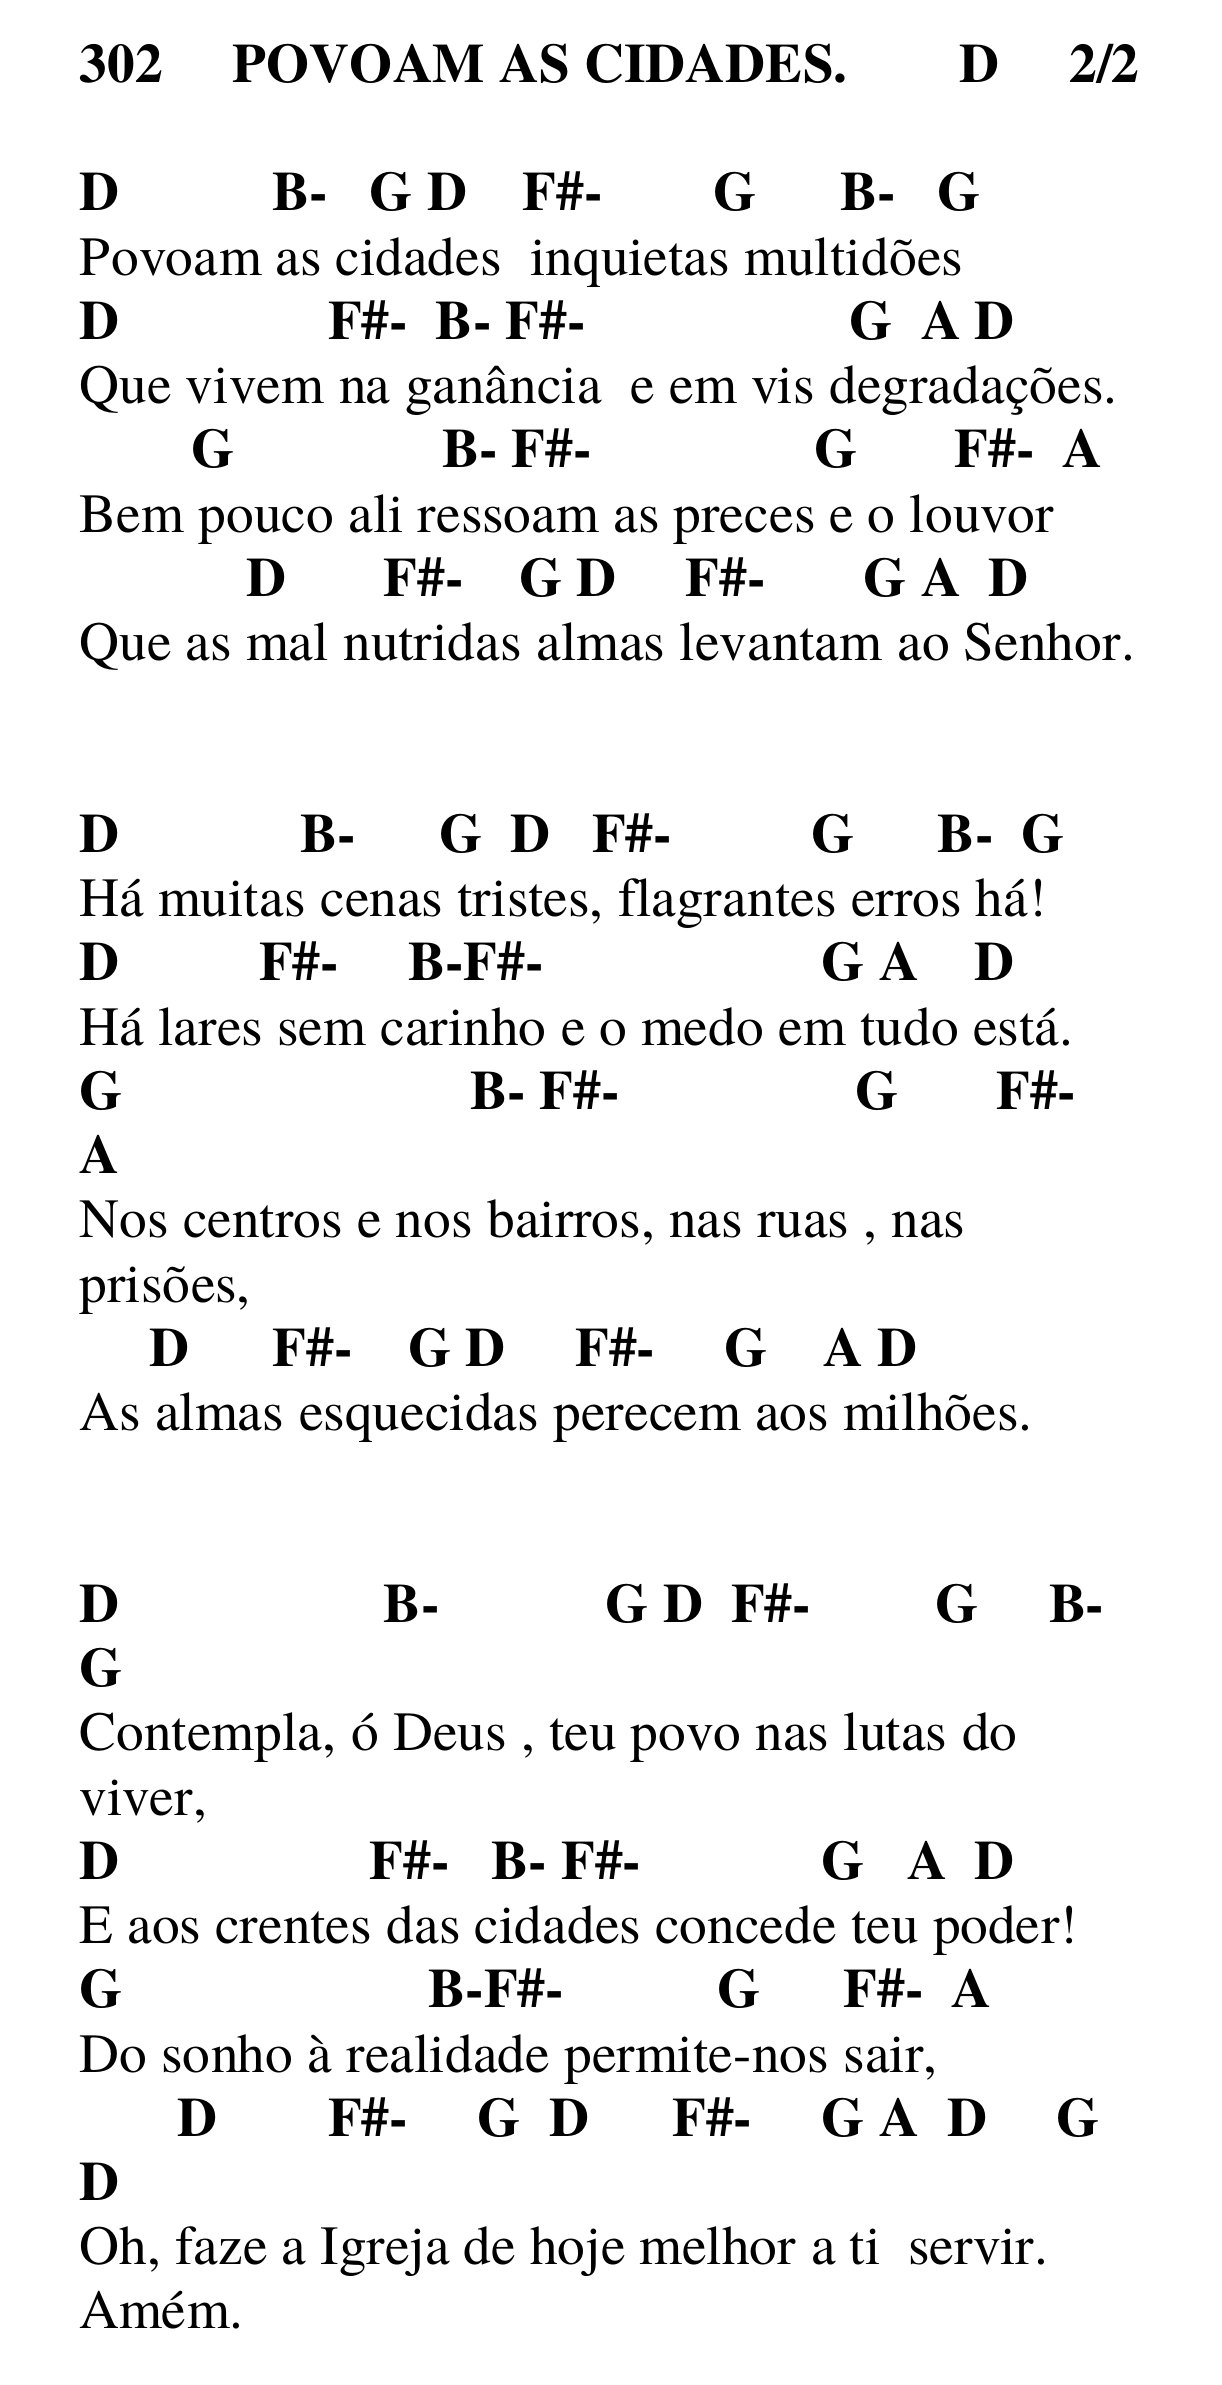 302 POVOAM AS CIDADES. D 2/2
D B- G D F#- G B- G
Povoam as cidades inquietas multidões
D F#- B- F#- G A D
Que vivem na ganância e em vis degradações.
G B- F#- G F#- A
Bem pouco ali ressoam as preces e o louvor
D F#- G D F#- G A D
Que as mal nutridas almas levantam ao Senhor.
D B- G D F#- G B- G
Há muitas cenas tristes, flagrantes erros há!
D F#- B-F#- G A D
Há lares sem carinho e o medo em tudo está.
G B- F#- G F#-
A
Nos centros e nos bairros, nas ruas , nas
prisões,
D F#- G D F#- G A D
As almas esquecidas perecem aos milhões.
D B- G D F#- G B-
G
Contempla, ó Deus , teu povo nas lutas do
viver,
D F#- B- F#- G A D
E aos crentes das cidades concede teu poder!
G B-F#- G F#- A
Do sonho à realidade permite-nos sair,
D F#- G D F#- G A D G
D
Oh, faze a Igreja de hoje melhor a ti servir.
Amém.